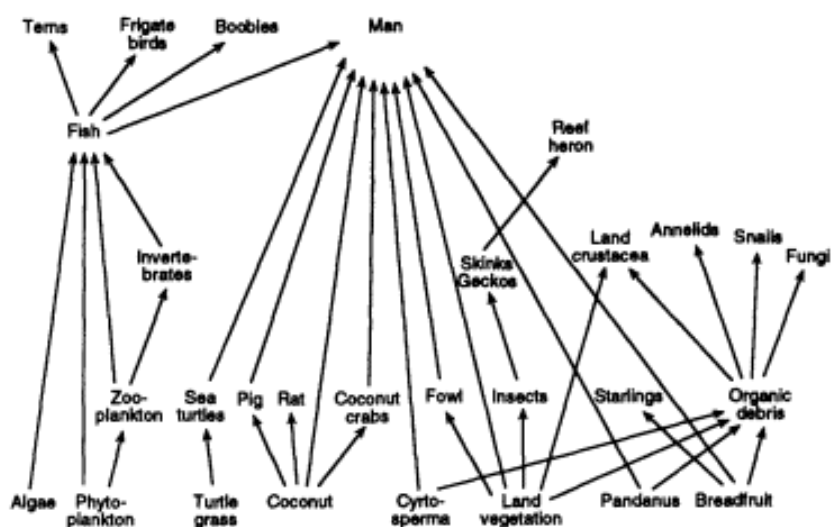 Terns
Frigate
birds
Boobies
Man
Fish
Reef
heron
Inverte-
brates
Skinks
Geckos
Land
crustacea
Annelids
Snails
Fungi
Zoo-
plankton
Sea
turtles
Pig
Rat
Coconut
crabs
Fowl
Insects
Starlings
Organic
debris
Algae
Phyto-
plankton
Turtle
grass
Coconut
Cyrto-
sperma
Land
vegetation
Pandanus
Breadfruit